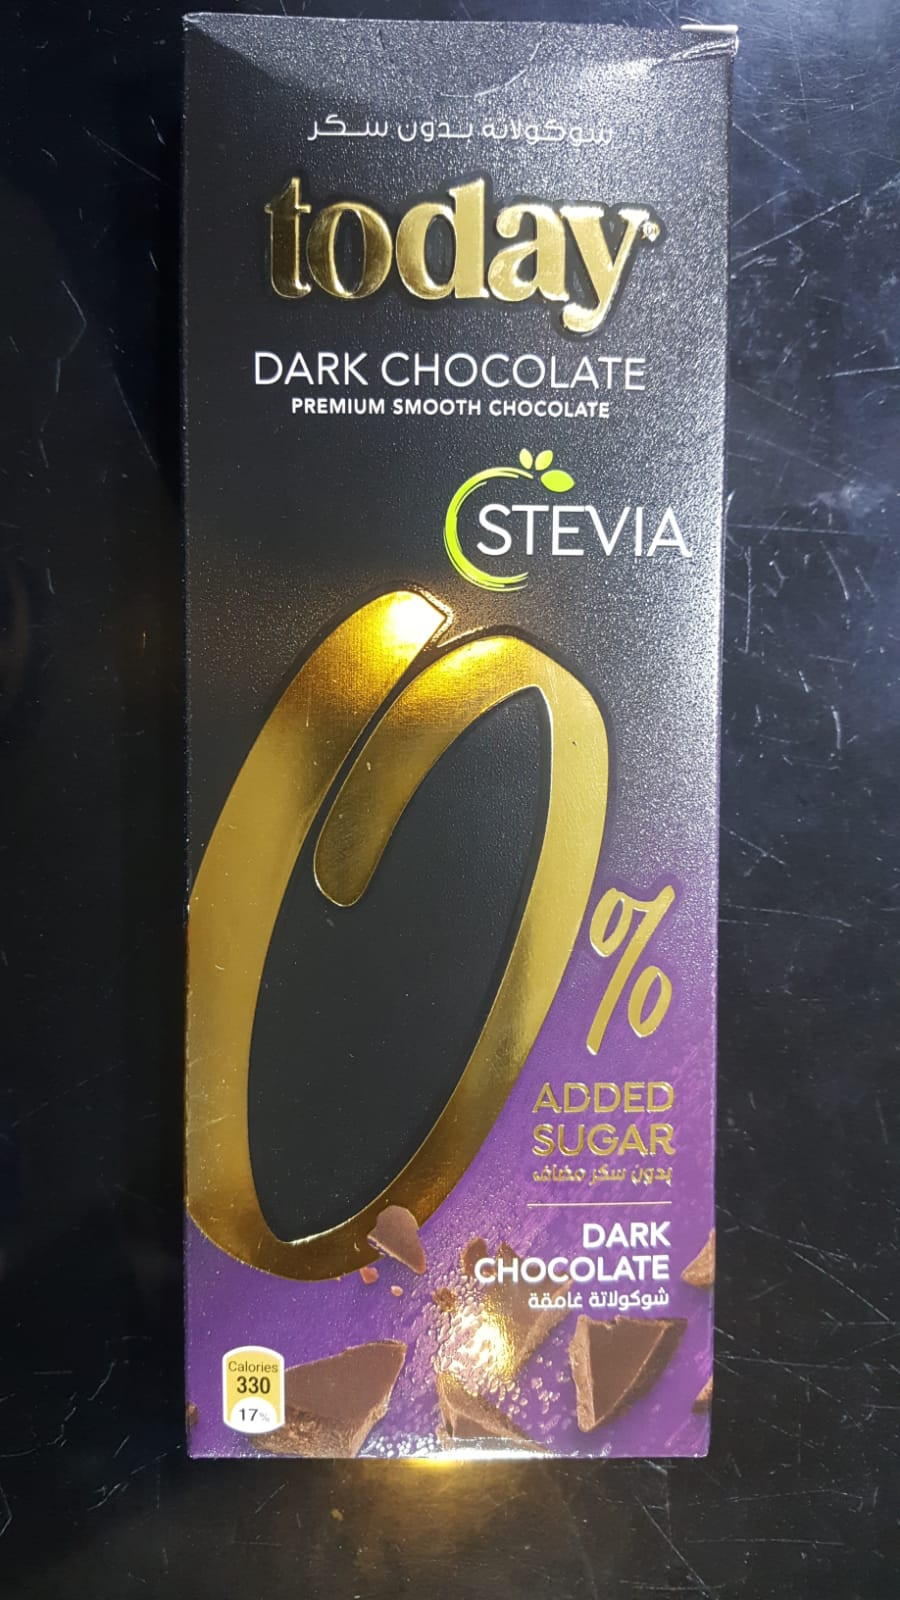 شوكولاتة بدون سكر
today
DARK CHOCOLATE
PREMIUM SMOOTH CHOCOLATE
STEVIA
0%
ADDED
SUGAR
بدون سكر مضاف
DARK
CHOCOLATE
شوكولاتة غامقة
Calories
330
17%